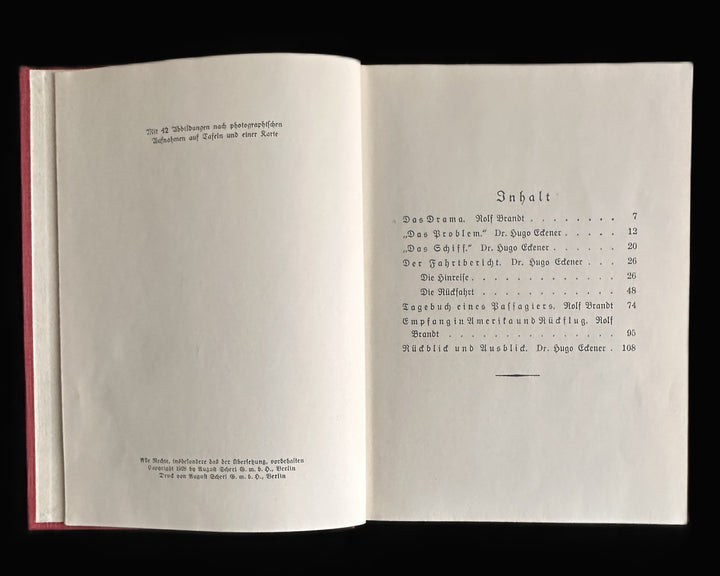 Mit 42 Abbildungen nach photographischen
Aufnahmen auf Tafeln und einer Karte
Alle Rechte, insbesondere das der Übersetzung, vorbehalten
Copyright 1928 by August Scherl G. m. b. H., Berlin
Druck von August Scherl G. m. b. H., Berlin
Inhalt
Das Drama. Rolf Brandt . . . . . . . . 7
„Das Problem.“ Dr. Hugo Eckener . . . . . 12
„Das Schiff.“ Dr. Hugo Eckener . . . . . . 20
Der Fahrtbericht. Dr. Hugo Eckener . . . 26
Die Hinreise . . . . . . . . . . . . . 26
Die Rückfahrt . . . . . . . . . . . . 48
Tagebuch eines Passagiers. Rolf Brandt 74
Empfang in Amerika und Rückflug. Rolf
Brandt . . . . . . . . . . . . . . . 95
Rückblick und Ausblick. Dr. Hugo Eckener . 108